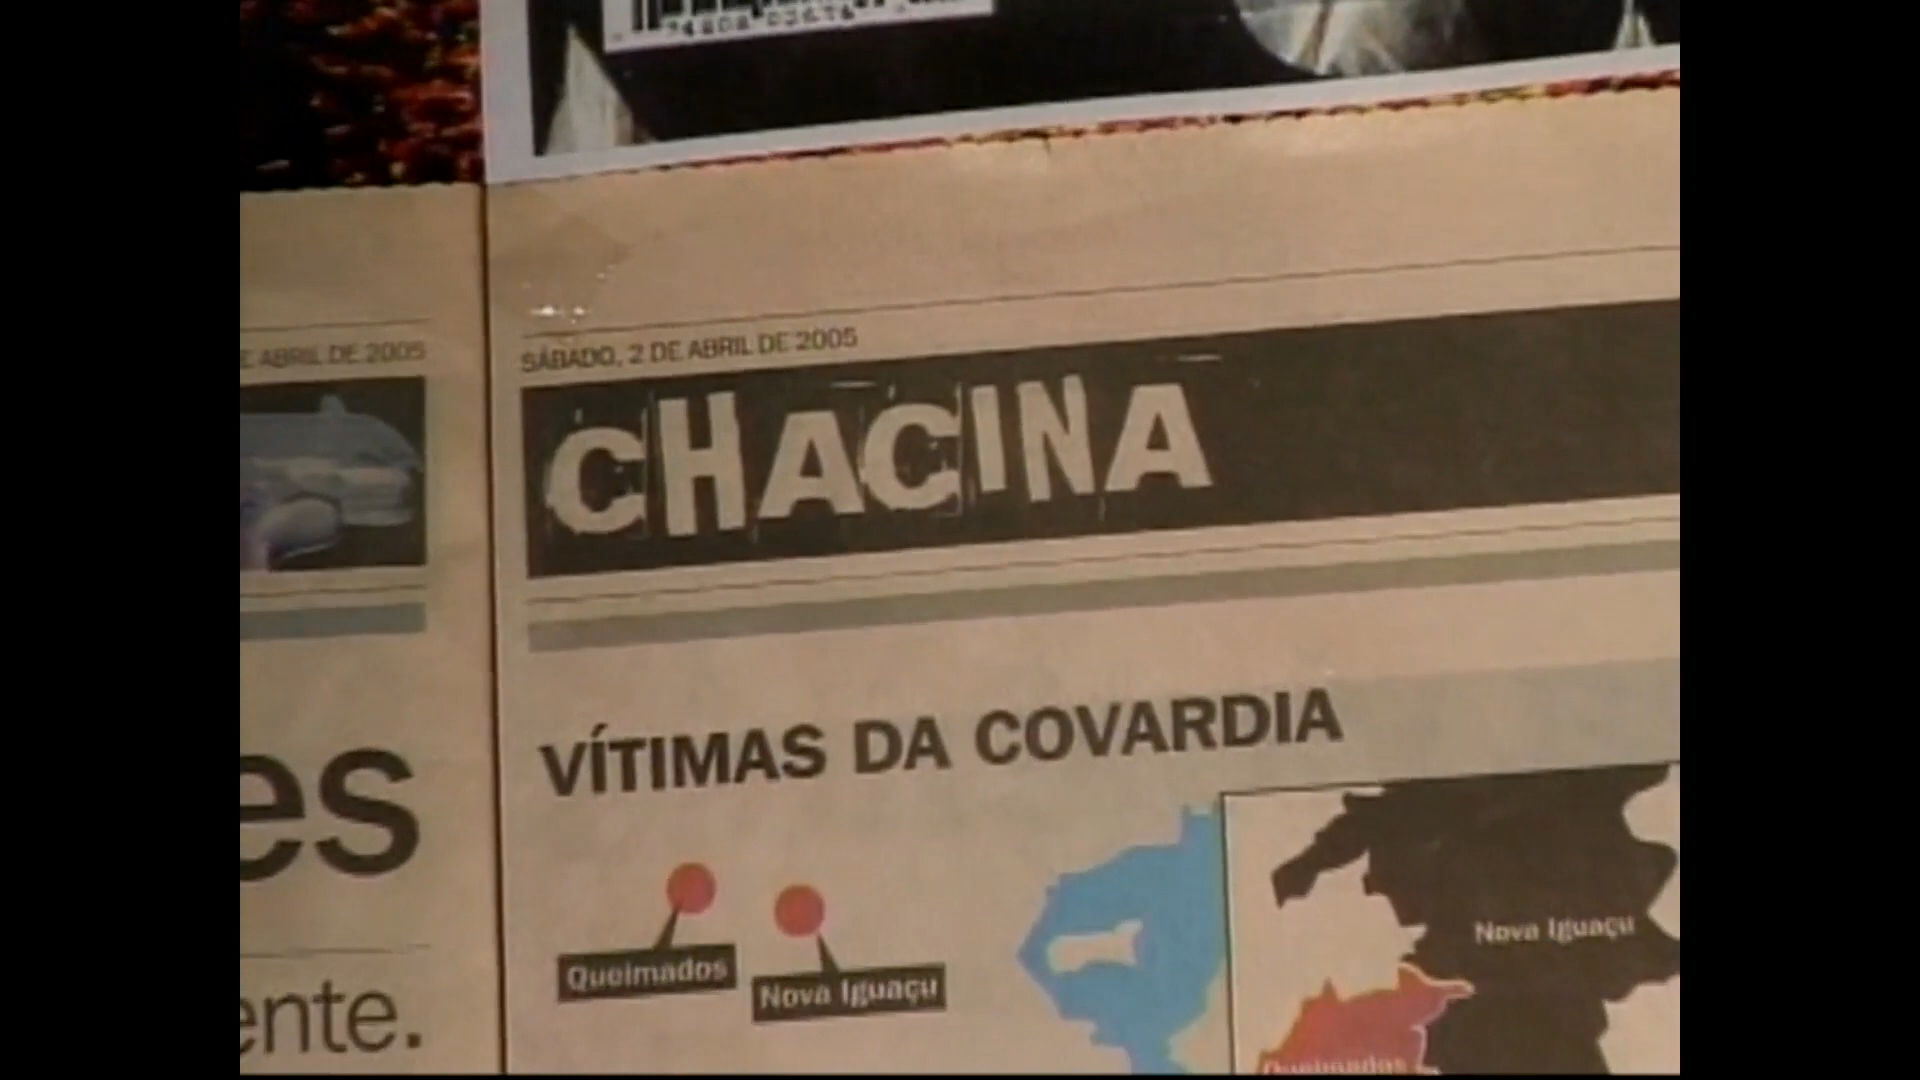 E ABRIL DE 2005
SÁBADO, 2 DE ABRIL DE 2005
CHACINA
VÍTIMAS DA COVARDIA
es
Queimados
Nova Iguaçu
Nova Iguaçu
ente.
Queimados